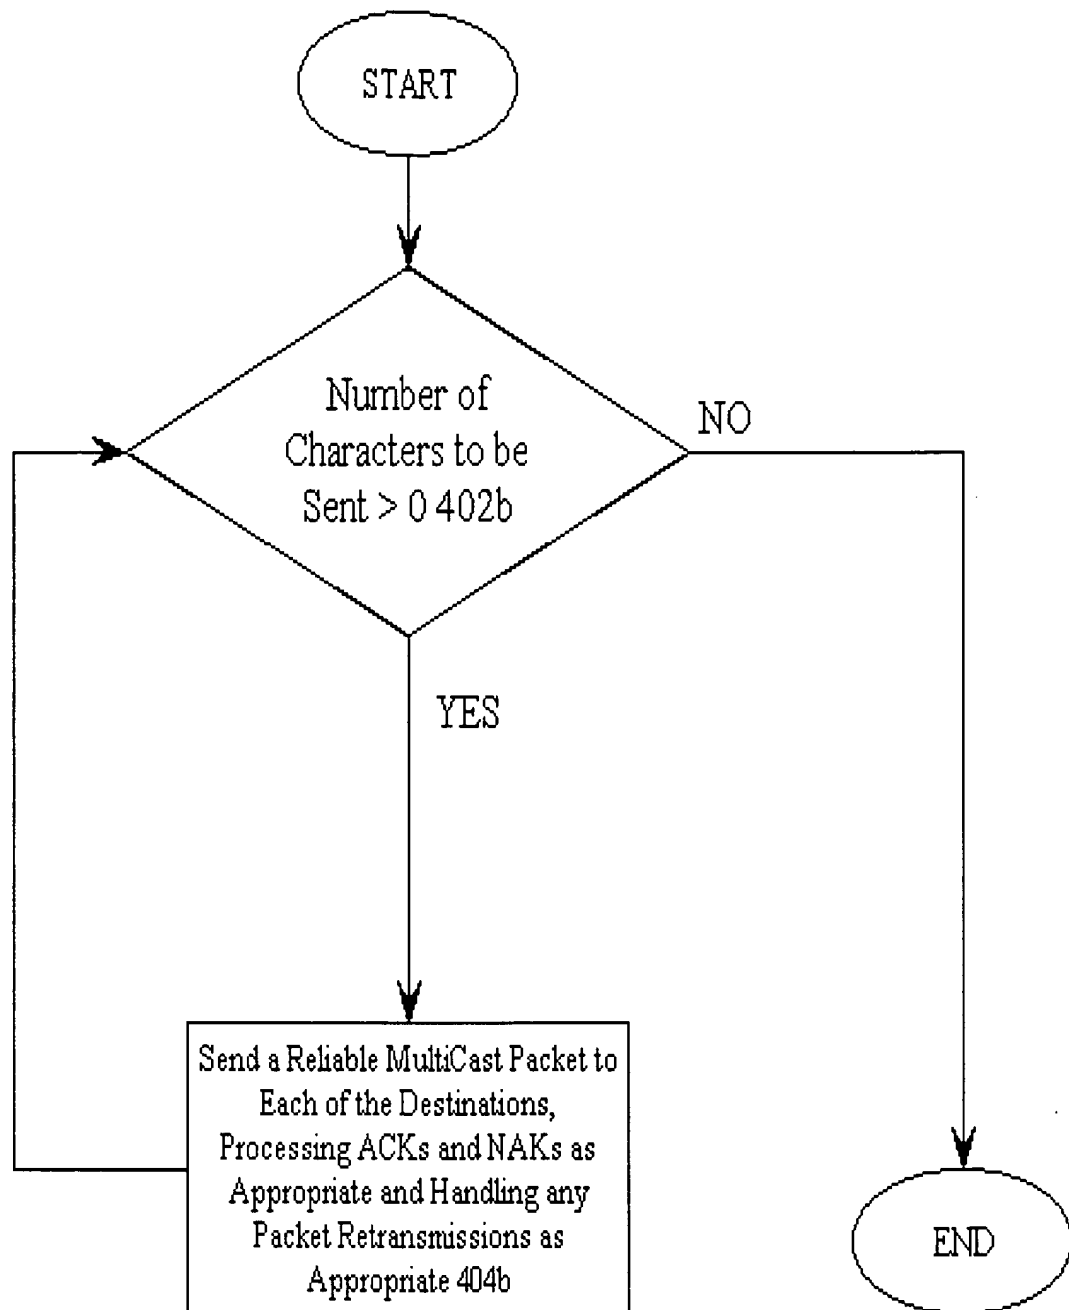 START
Number of
Characters to be
Sent > 0 402b
NO
YES
Send a Reliable MultiCast Packet to
Each of the Destinations,
Processing ACKs and NAKs as
Appropriate and Handling any
Packet Retransmissions as
Appropriate 404b
END